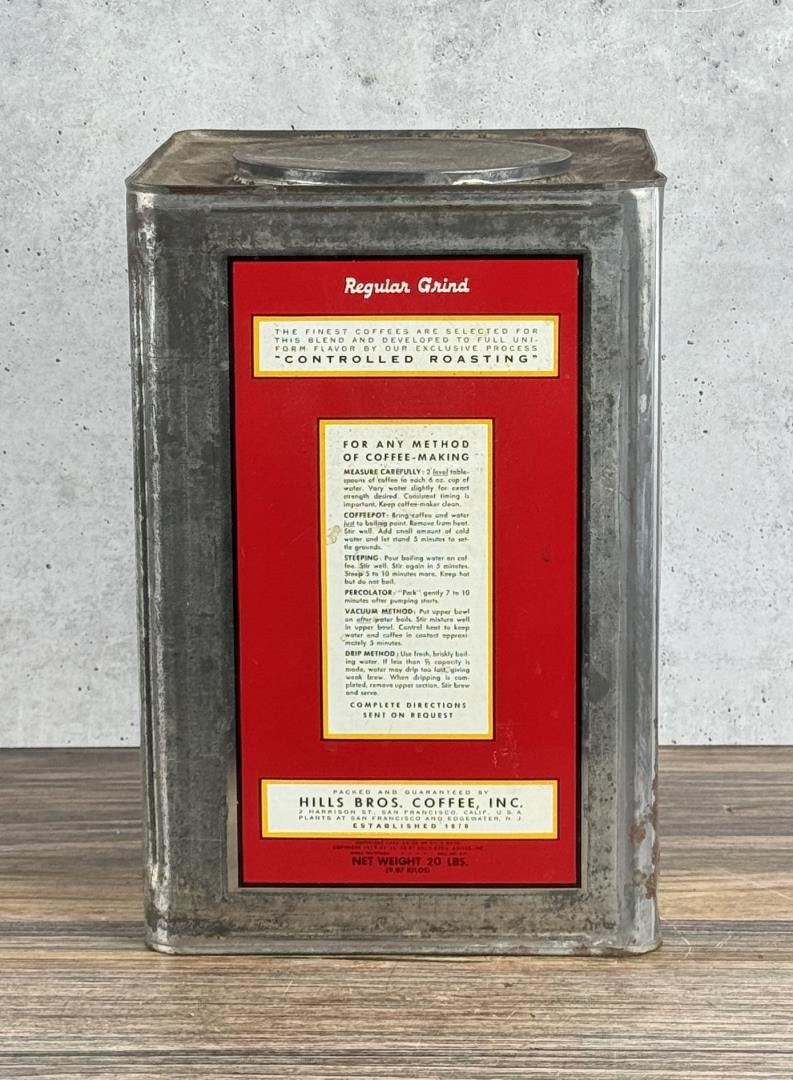 Regular Grind
THE FINEST COFFEES ARE SELECTED FOR
THIS BLEND AND DEVELOPED TO FULL UNI-
FORM FLAVOR BY OUR EXCLUSIVE PROCESS
"CONTROLLED ROASTING"
FOR ANY METHOD
OF COFFEE-MAKING
MEASURE CAREFULLY: 2 level table-
spoons of coffee to each 6 oz. cup of
water. Vary water slightly for exact
strength desired. Consistent timing is
important. Keep coffee-maker clean.
COFFEEPOT: Bring coffee and water
just to boiling point. Remove from heat.
Stir well. Add small amount of cold
water and let stand 5 minutes to set-
tle grounds.
STEEPING: Pour boiling water on cof-
fee. Stir well. Stir again in 5 minutes.
Steep 5 to 10 minutes more. Keep hot
but do not boil.
PERCOLATOR: "Perk" gently 7 to 10
minutes after pumping starts.
VACUUM METHOD: Put upper bowl
on after water boils. Stir mixture well
in upper bowl. Control heat to keep
water and coffee in contact approxi-
mately 5 minutes.
DRIP METHOD: Use fresh, briskly boil-
ing water. If less than ⅔ capacity is
made, water may drip too fast, giving
weak brew. When dripping is com-
pleted, remove upper section. Stir brew
and serve.
COMPLETE DIRECTIONS
SENT ON REQUEST
PACKED AND GUARANTEED BY
HILLS BROS. COFFEE, INC.
2 HARRISON ST., SAN FRANCISCO, CALIF., U.S.A.
PLANTS AT SAN FRANCISCO AND EDGEWATER, N. J.
ESTABLISHED 1878
NET WEIGHT 20 LBS.
(9.07 KILOS)